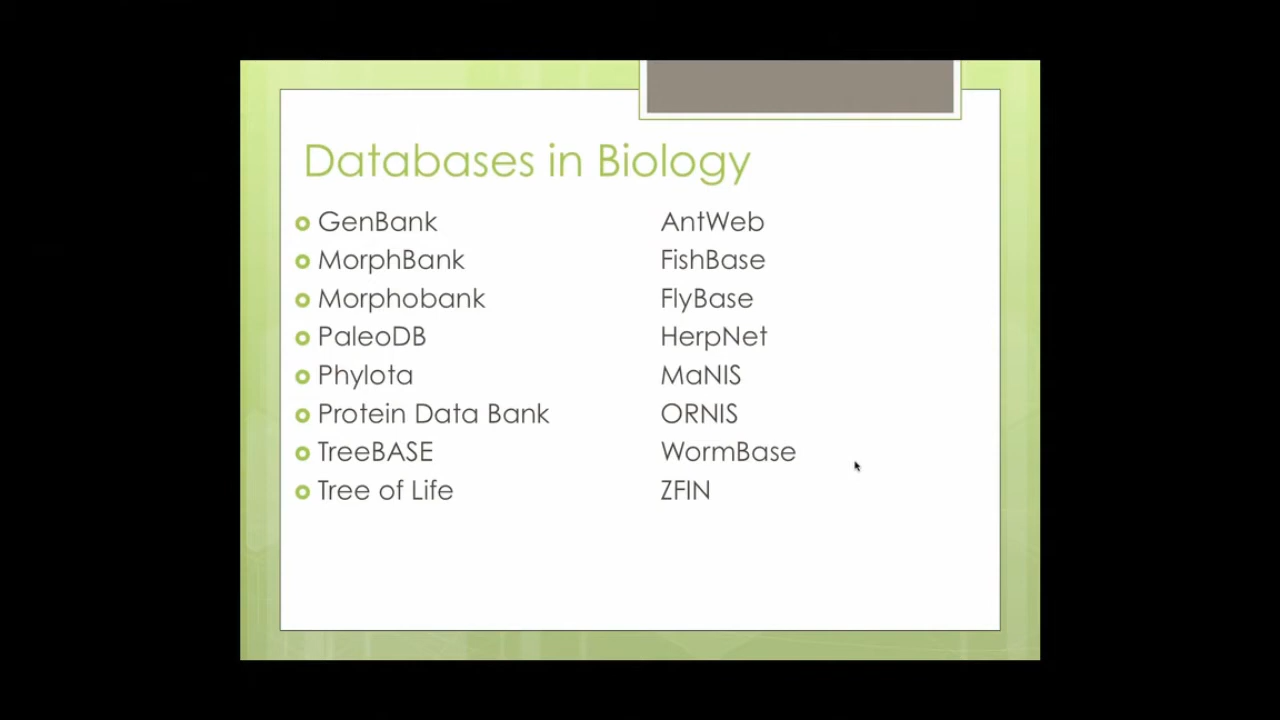 Databases in Biology
GenBank
MorphBank
Morphobank
PaleoDB
Phylota
Protein Data Bank
TreeBASE
Tree of Life
AntWeb
FishBase
FlyBase
HerpNet
MaNIS
ORNIS
WormBase
ZFIN